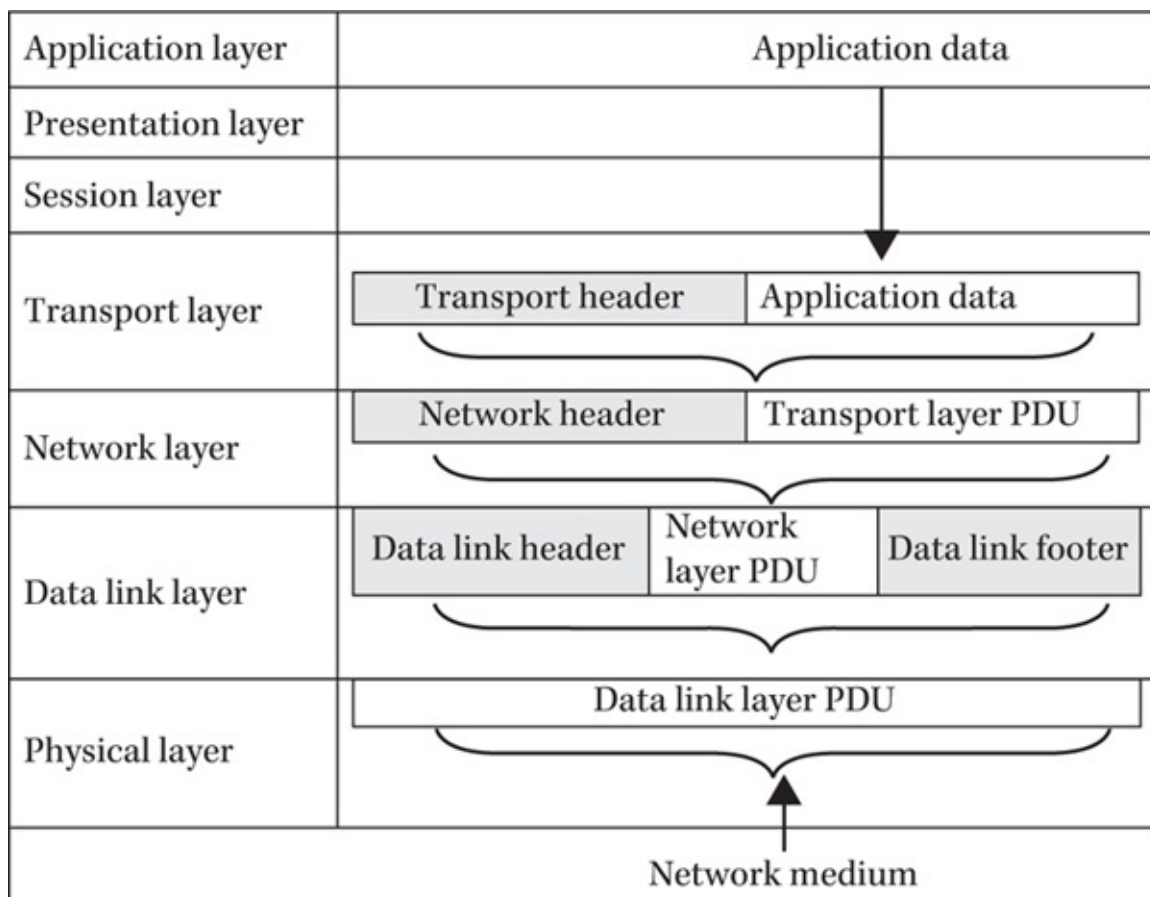 Application layer
Application data
Presentation layer
Session layer
Transport layer
Transport header
Application data
Network layer
Network header
Transport layer PDU
Data link layer
Data link header
Network
layer PDU
Data link footer
Physical layer
Data link layer PDU
Network medium